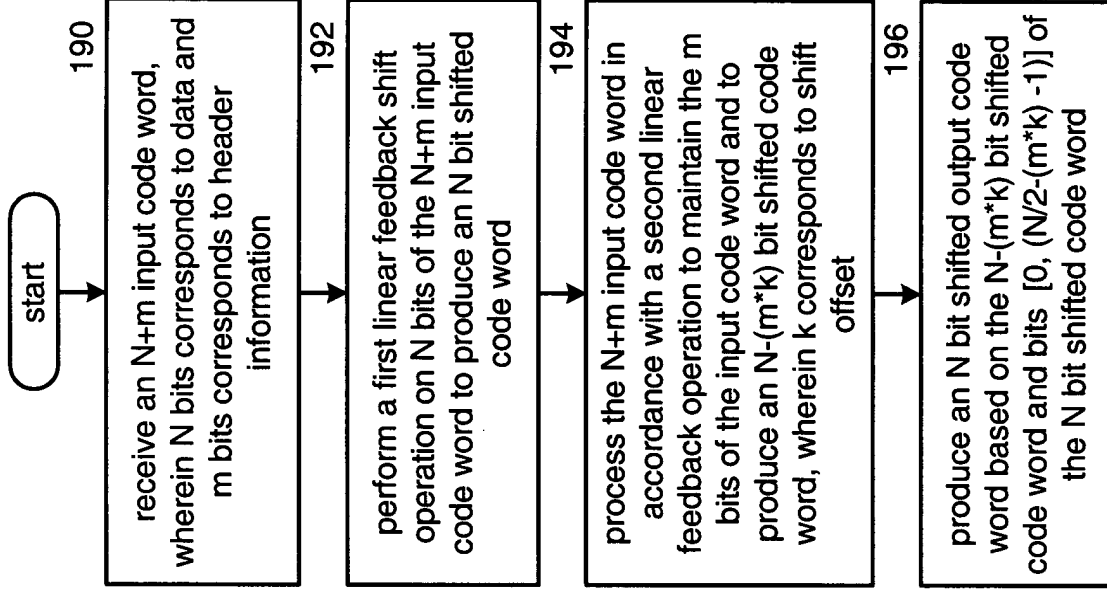 start
190
receive an N+m input code word,
wherein N bits corresponds to data and
m bits corresponds to header
information
192
perform a first linear feedback shift
operation on N bits of the N+m input
code word to produce an N bit shifted
code word
194
process the N+m input code word in
accordance with a second linear
feedback operation to maintain the m
bits of the input code word and to
produce an N-(m*k) bit shifted code
word, wherein k corresponds to shift
offset
196
produce an N bit shifted output code
word based on the N-(m*k) bit shifted
code word and bits [0, (N/2-(m*k) -1)] of
the N bit shifted code word